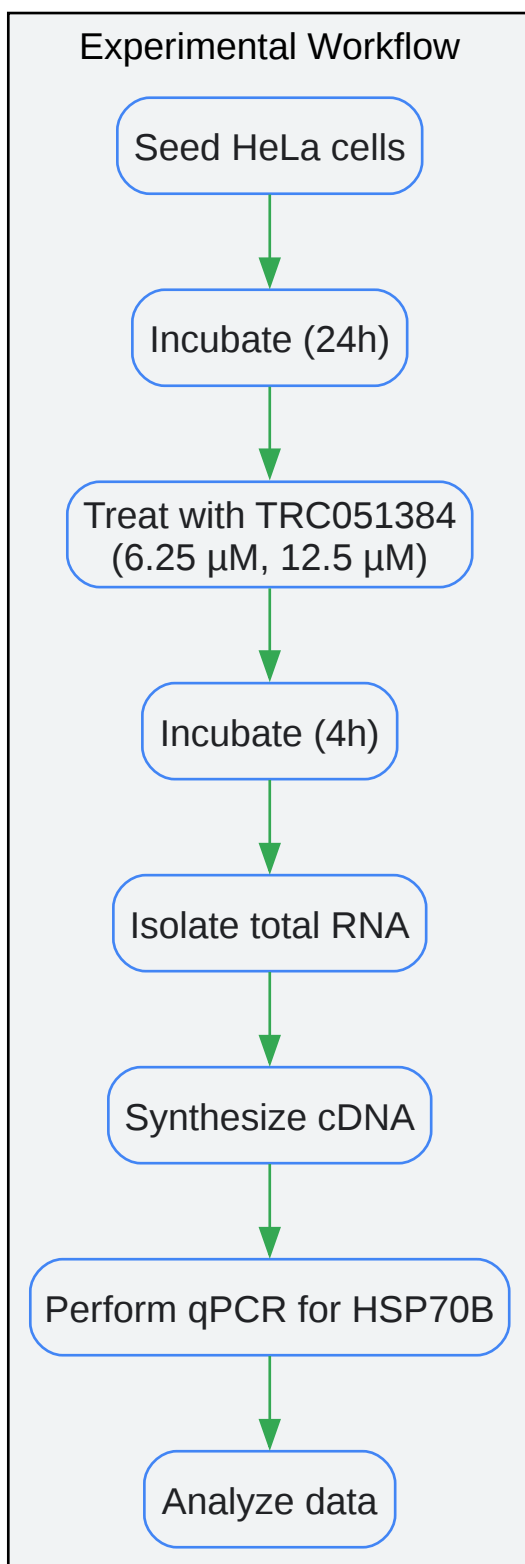 Experimental Workflow
Seed HeLa cells
Incubate (24h)
Treat with TRC051384
(6.25 µM, 12.5 µM)
Incubate (4h)
Isolate total RNA
Synthesize cDNA
Perform qPCR for HSP70B
Analyze data